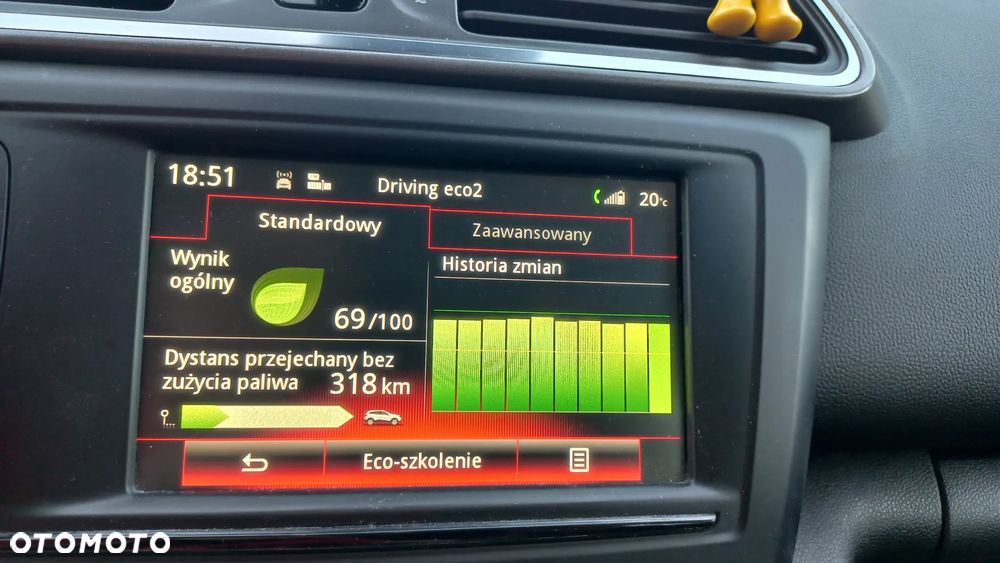 18:51
Driving eco2
20°C
Standardowy
Zaawansowany
Wynik
ogólny
69/100
Historia zmian
Dystans przejechany bez
zużycia paliwa 318 km
Eco-szkolenie
OTOMOTO